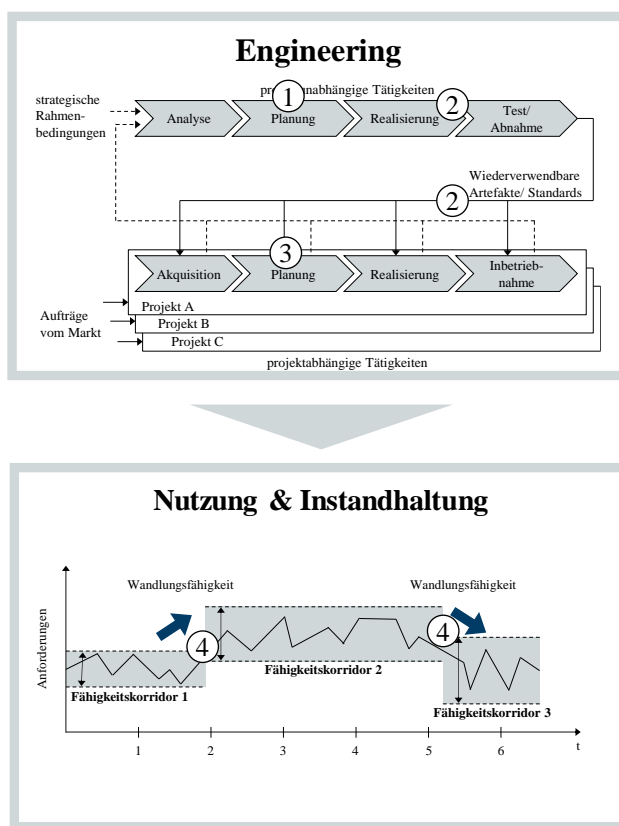 Engineering
projektunabhängige Tätigkeiten
strategische
Rahmen-
bedingungen
1
2
Analyse
Planung
Realisierung
Test/
Abnahme
Wiederverwendbare
Artefakte/ Standards
2
3
Akquisition
Planung
Realisierung
Inbetrieb-
nahme
Aufträge
vom Markt
Projekt A
Projekt B
Projekt C
projektabhängige Tätigkeiten
Nutzung & Instandhaltung
Wandlungsfähigkeit
Wandlungsfähigkeit
Anforderungen
4
4
Fähigkeitskorridor 1
Fähigkeitskorridor 2
Fähigkeitskorridor 3
1
2
3
4
5
6
t